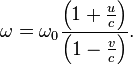 ω = ω₀ (1 + u/c) / (1 − v/c).